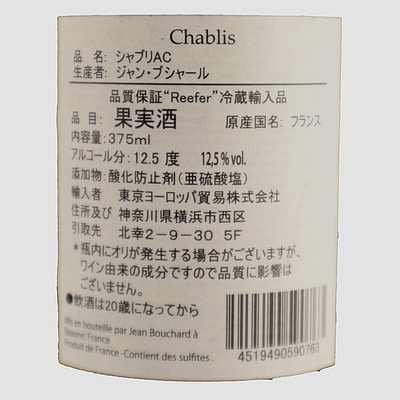 Chablis
品 名：シャブリAC
生産者：ジャン・ブシャール
品質保証“Reefer”冷蔵輸入品
品目：果実酒 原産国名：フランス
内容量：375ml
アルコール分：12.5 度 12,5% vol.
添加物：酸化防止剤（亜硫酸塩）
輸入者：東京ヨーロッパ貿易株式会社
住所及び 神奈川県横浜市西区
引取先 北幸2-9-30 5F
＊瓶内にオリが発生する場合がございますが、
ワイン由来の成分ですので品質に影響は
ございません。
●飲酒は20歳になってから
Mis en bouteille par Jean Bouchard à
Beaune, France
Produit de France -Contient des sulfites .
4519490590763